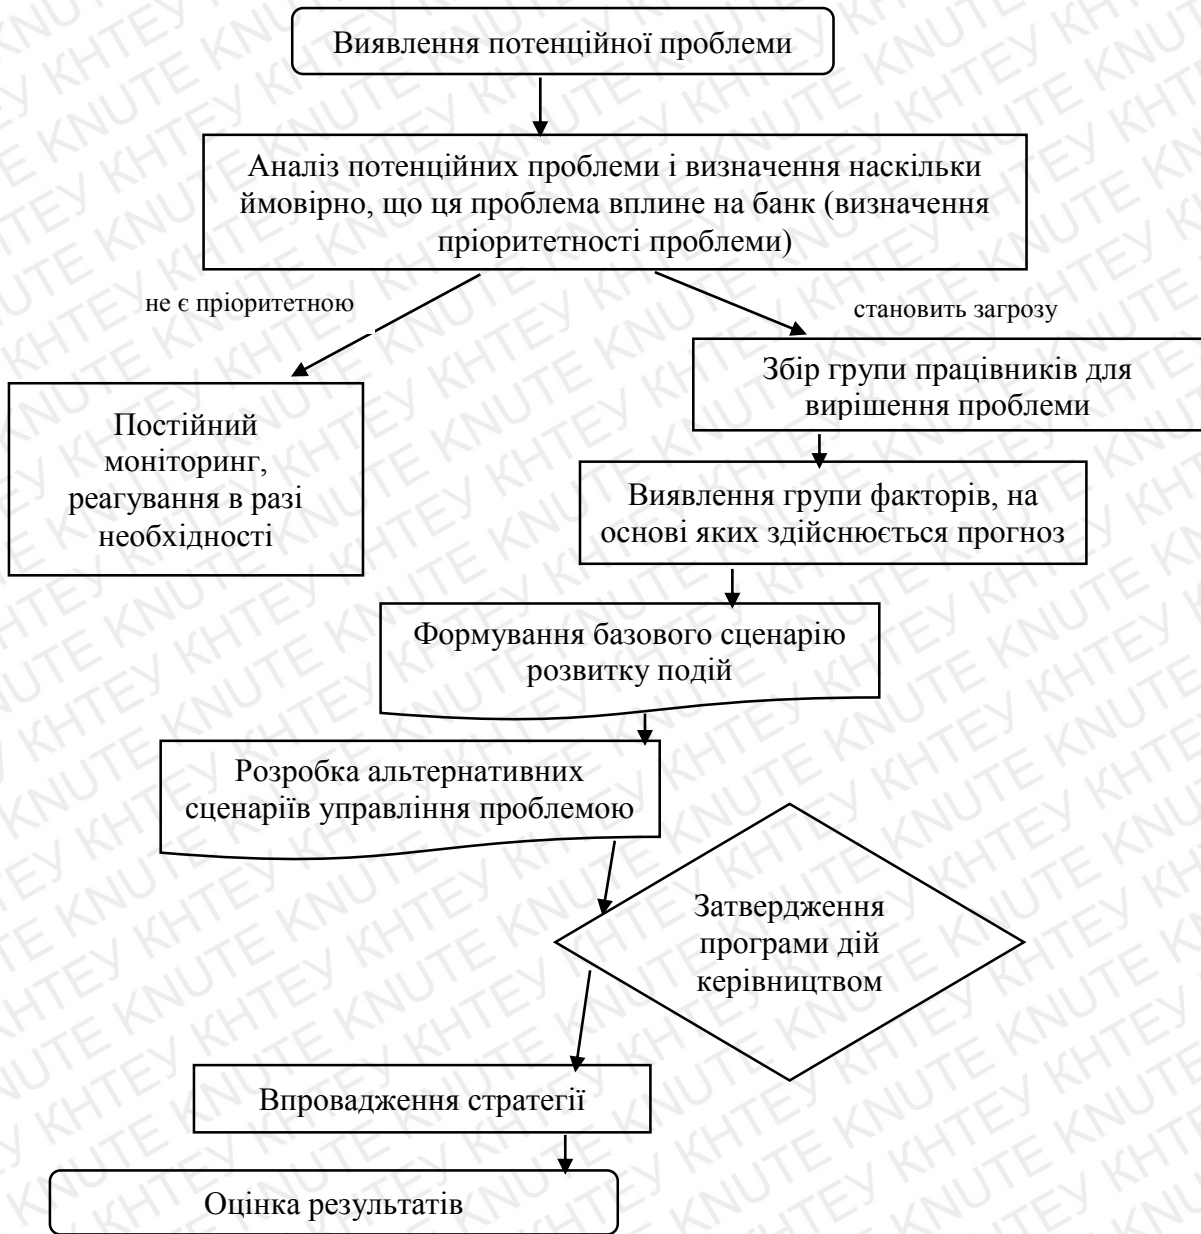 Виявлення потенційної проблеми
Аналіз потенційних проблеми і визначення наскільки
ймовірно, що ця проблема вплине на банк (визначення
пріоритетності проблеми)
не є пріоритетною
становить загрозу
Збір групи працівників для
вирішення проблеми
Постійний
моніторинг,
реагування в разі
необхідності
Виявлення групи факторів, на
основі яких здійснюється прогноз
Формування базового сценарію
розвитку подій
Розробка альтернативних
сценаріїв управління проблемою
Затвердження
програми дій
керівництвом
Впровадження стратегії
Оцінка результатів